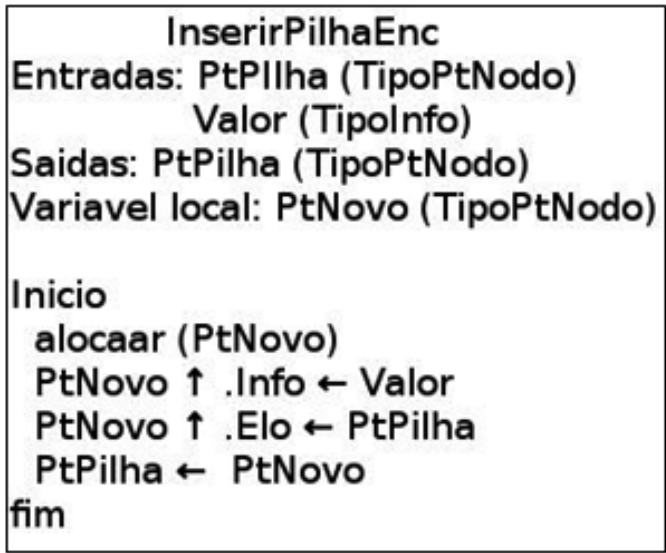 InserirPilhaEnc
Entradas: PtPIlha (TipoPtNodo)
Valor (TipoInfo)
Saidas: PtPilha (TipoPtNodo)
Variavel local: PtNovo (TipoPtNodo)
Inicio
alocaar (PtNovo)
PtNovo ↑ .Info ← Valor
PtNovo ↑ .Elo ← PtPilha
PtPilha ← PtNovo
fim